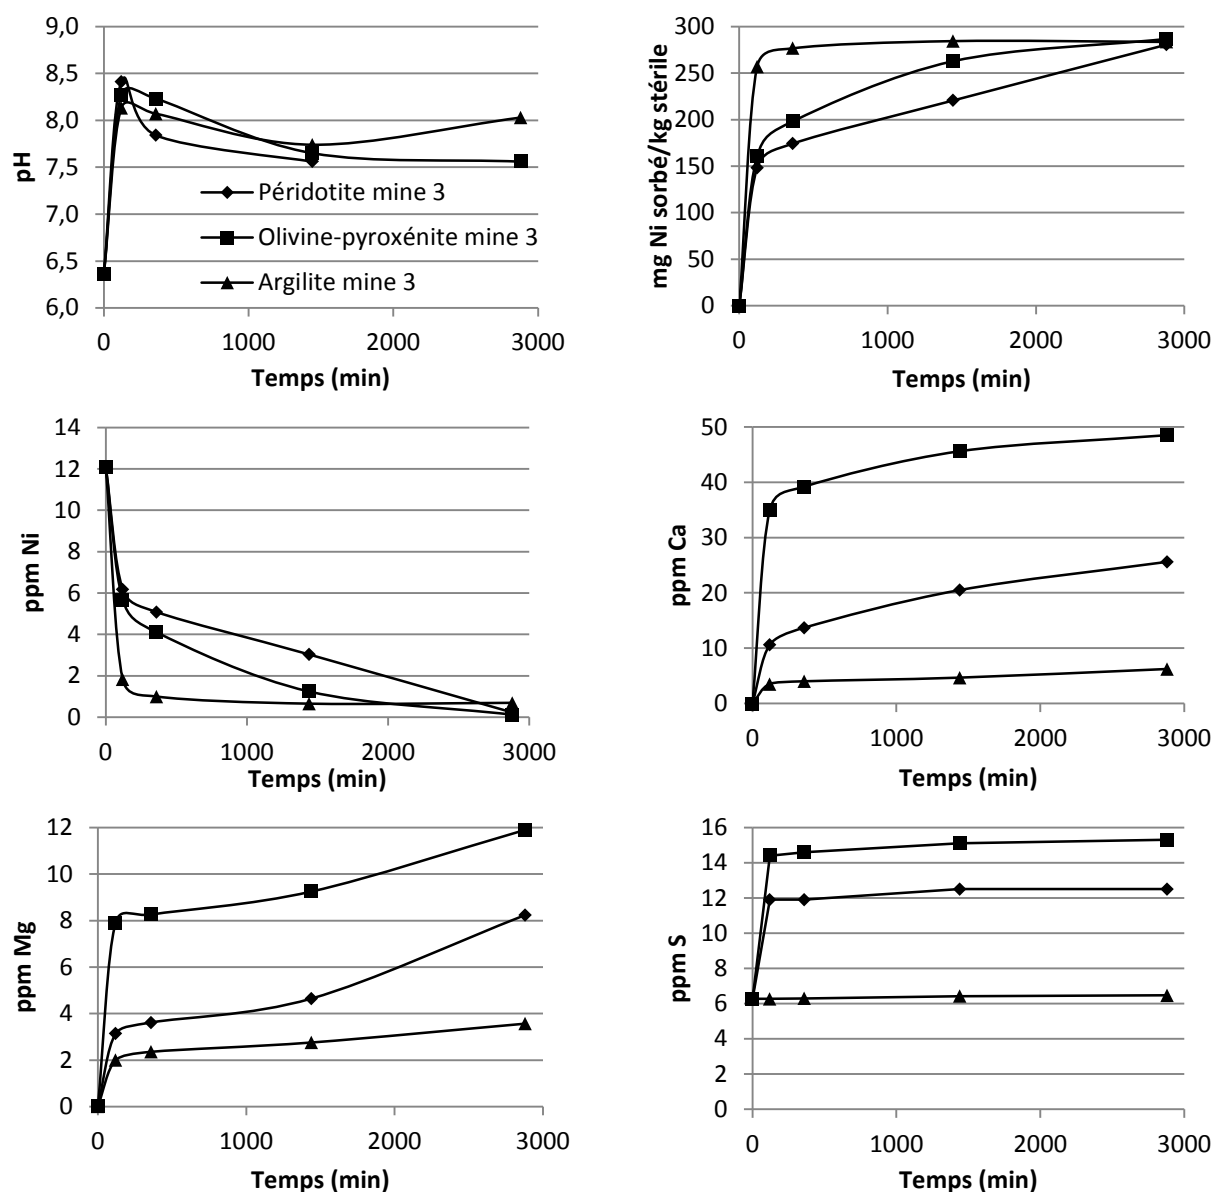 9,0
8,5
8,0
7,5
7,0
6,5
6,0
pH
Péridotite mine 3
Olivine-pyroxénite mine 3
Argilite mine 3
0 1000 2000 3000
Temps (min)
300
250
200
150
100
50
0
mg Ni sorbé/kg stérile
0 1000 2000 3000
Temps (min)
14
12
10
8
6
4
2
0
ppm Ni
0 1000 2000 3000
Temps (min)
50
40
30
20
10
0
ppm Ca
0 1000 2000 3000
Temps (min)
12
10
8
6
4
2
0
ppm Mg
0 1000 2000 3000
Temps (min)
16
14
12
10
8
6
4
2
0
ppm S
0 1000 2000 3000
Temps (min)